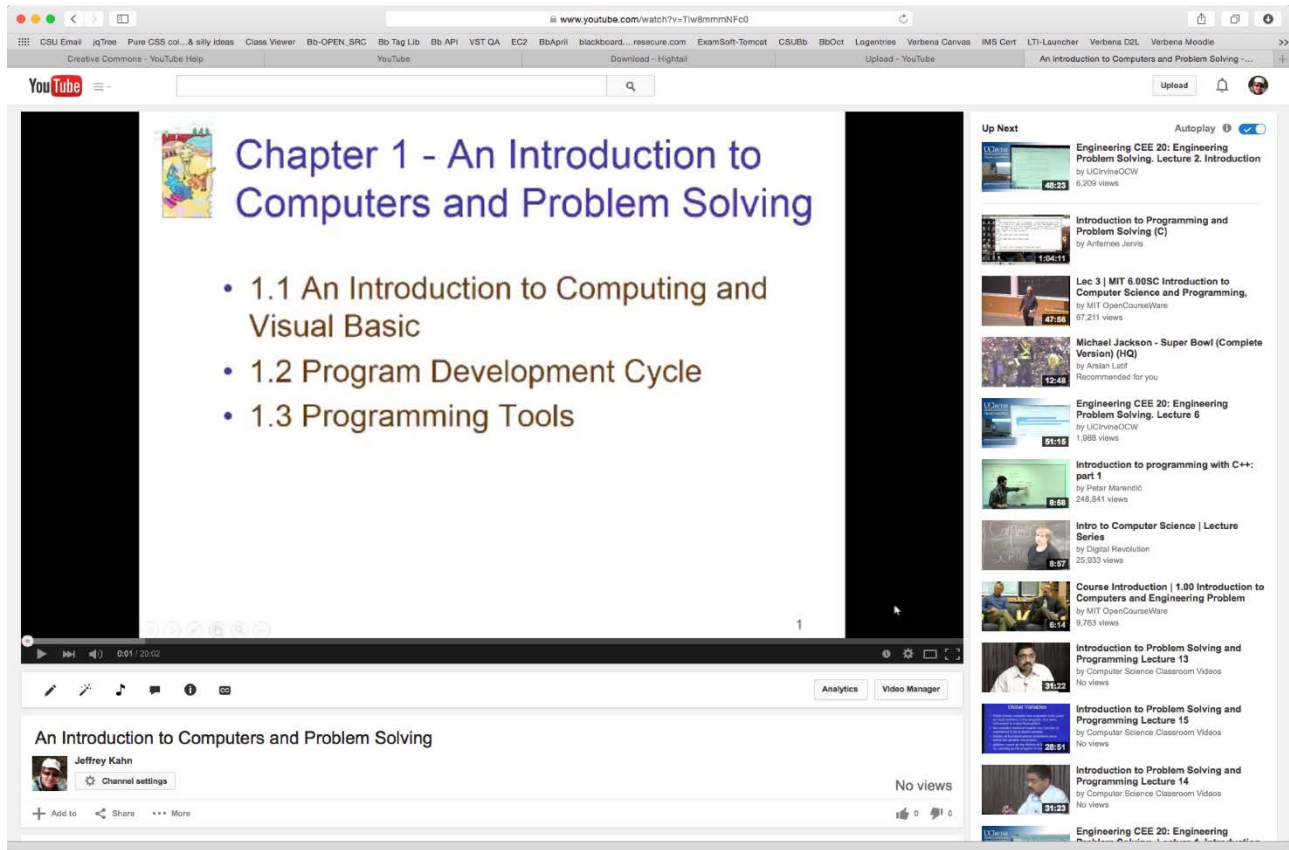 www.youtube.com/watch?v=Tiw8mmmNFc0
CSU Email jqTree Pure CSS col...& silly ideas Class Viewer Bb-OPEN_SRC Bb Tag Lib Bb API VST QA EC2 BbApril blackboard....resecure.com ExamSoft-Tomcat CSUBb BbOct Logentries Verbena Canvas IMS Cert LTI-Launcher Verbena D2L Verbena Moodle >>
Creative Commons - YouTube Help YouTube Download - Hightail Upload - YouTube An Introduction to Computers and Problem Solving -... +
YouTube Upload
Chapter 1 - An Introduction to
Computers and Problem Solving
• 1.1 An Introduction to Computing and
Visual Basic
• 1.2 Program Development Cycle
• 1.3 Programming Tools
1
0:01 / 20:02
CC
Analytics Video Manager
An Introduction to Computers and Problem Solving
Jeffrey Kahn
Channel settings
No views
Add to Share ••• More
0 0
Up Next Autoplay
Engineering CEE 20: Engineering
Problem Solving. Lecture 2. Introduction
by UCIrvineOCW
6,209 views
48:23
Introduction to Programming and
Problem Solving (C)
by Anfernee Jervis
1:04:11
Lec 3 | MIT 6.00SC Introduction to
Computer Science and Programming,
by MIT OpenCourseWare
67,211 views
47:56
Michael Jackson - Super Bowl (Complete
Version) (HQ)
by Arslan Latif
Recommended for you
12:48
Engineering CEE 20: Engineering
Problem Solving. Lecture 6
by UCIrvineOCW
1,988 views
51:15
Introduction to programming with C++:
part 1
by Petar Marendić
248,841 views
8:58
Intro to Computer Science | Lecture
Series
by Digital Revolution
25,933 views
8:57
Course Introduction | 1.00 Introduction to
Computers and Engineering Problem
by MIT OpenCourseWare
9,763 views
6:14
Introduction to Problem Solving and
Programming Lecture 13
by Computer Science Classroom Videos
No views
31:22
Introduction to Problem Solving and
Programming Lecture 15
by Computer Science Classroom Videos
No views
Global Variables
28:51
Introduction to Problem Solving and
Programming Lecture 14
by Computer Science Classroom Videos
No views
31:23
Engineering CEE 20: Engineering